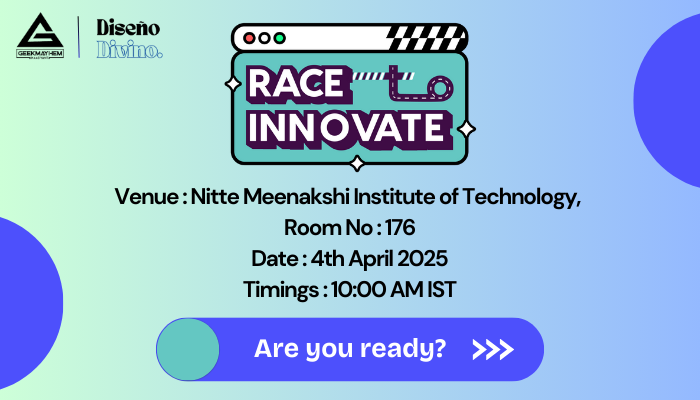 GEEKMAYHEM
Diseño
Divino.
RACE to
INNOVATE
Venue : Nitte Meenakshi Institute of Technology,
Room No : 176
Date : 4th April 2025
Timings : 10:00 AM IST
Are you ready? >>>